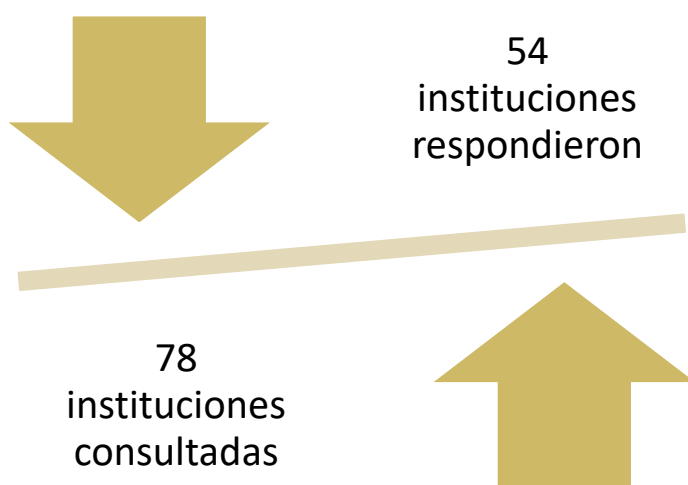 54
instituciones
respondieron
78
instituciones
consultadas